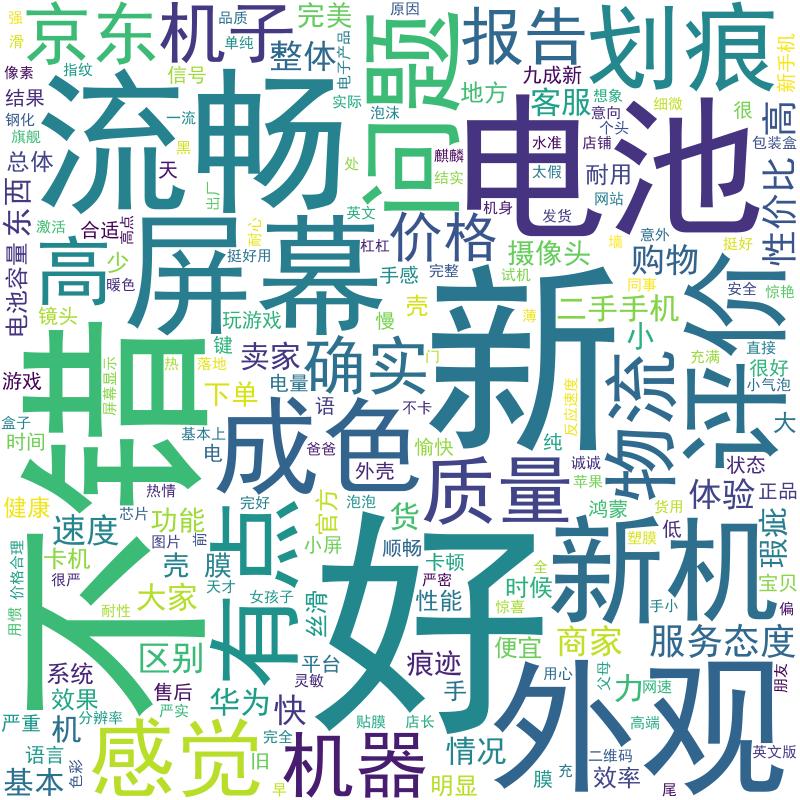 强
京东
机子
品质
单纯
完美
原因
问题
报告
划痕
滑
电子产品
新手机
像素
指纹
信号
整体
九成新
结果
实际
地方
客服
想象
细微
很
高
钢化
旗舰
流畅
一流
泡沫
意向
个头
包装盒
总体
黑
天
处
麒麟
结实
水准
太假
店铺
耐用
网站
电池
性价比
东西
激活
合适
高点
出厂
耐心
英文
机身
发货
电池容量
高
少
暖色
屏幕
挺好用
杠杠
价格
手感
完整
摄像头
试机
墙
意外
购物
挺好
安全
惊艳
镜头
玩游戏
壳
慢
新
薄
二手手机
同事
小
评价
充满
直接
很好
小气泡
不错
屏幕显示
热
落地
键
卖家
确实
门
电量
反应速度
物流
游戏
下单
语
不卡
大
盒子
时间
基本上
电
成色
爸爸
外壳
愉快
纯
诚诚
苹果
状态
热情
完好
泡泡
质量
健康
芯片
功能
官方
货
鸿蒙
货用
体验
正品
速度
图片
前
有点
小屏
顺畅
卡顿
塑膜
低
瑕疵
价格合理
用惯
卡机
很严
壳
膜
天才
好
严密
全
时候
新机
宝贝
偏
耐性
大家
女孩子
丝滑
性能
惊喜
手小
区别
便宜
商家
服务态度
系统
平台
灵敏
痕迹
用心
父母
网速
朋友
效果
售后
华为
快
手
外观
力
严重
分辨率
严实
贴膜
店长
高端
机
感觉
完全
机器
情况
二维码
英文版
语言
旧
基本
色彩
早
明显
膜
充
效率
尾